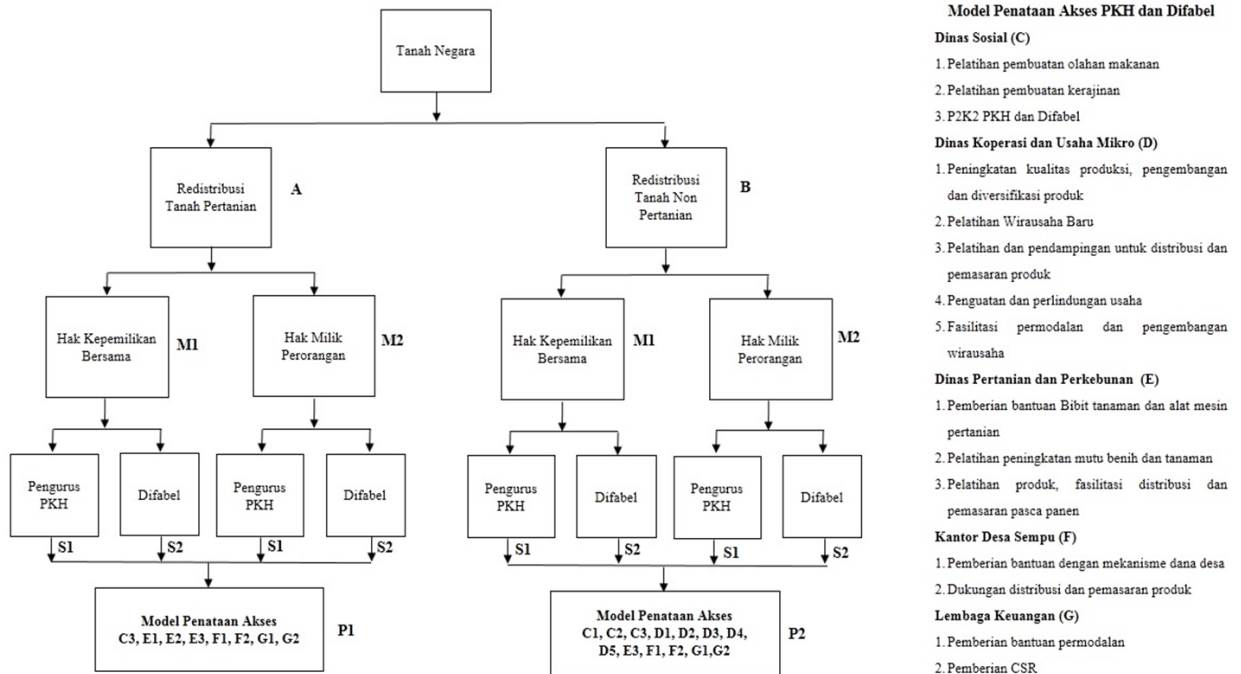 Tanah Negara
Redistribusi
Tanah Pertanian
A
Redistribusi
Tanah Non
Pertanian
B
Hak Kepemilikan
Bersama
M1
Hak Milik
Perorangan
M2
Hak Kepemilikan
Bersama
M1
Hak Milik
Perorangan
M2
Pengurus
PKH
Difabel
Pengurus
PKH
Difabel
Pengurus
PKH
Difabel
Pengurus
PKH
Difabel
S1
S2
S1
S2
S1
S2
S1
S2
Model Penataan Akses
C3, E1, E2, E3, F1, F2, G1, G2
P1
Model Penataan Akses
C1, C2, C3, D1, D2, D3, D4,
D5, E3, F1, F2, G1,G2
P2
Model Penataan Akses PKH dan Difabel
Dinas Sosial (C)
1. Pelatihan pembuatan olahan makanan
2. Pelatihan pembuatan kerajinan
3. P2K2 PKH dan Difabel
Dinas Koperasi dan Usaha Mikro (D)
1. Peningkatan kualitas produksi, pengembangan
dan diversifikasi produk
2. Pelatihan Wirausaha Baru
3. Pelatihan dan pendampingan untuk distribusi dan
pemasaran produk
4. Penguatan dan perlindungan usaha
5. Fasilitasi permodalan dan pengembangan
wirausaha
Dinas Pertanian dan Perkebunan (E)
1. Pemberian bantuan Bibit tanaman dan alat mesin
pertanian
2. Pelatihan peningkatan mutu benih dan tanaman
3. Pelatihan produk, fasilitasi distribusi dan
pemasaran pasca panen
Kantor Desa Sempu (F)
1. Pemberian bantuan dengan mekanisme dana desa
2. Dukungan distribusi dan pemasaran produk
Lembaga Keuangan (G)
1. Pemberian bantuan permodalan
2. Pemberian CSR